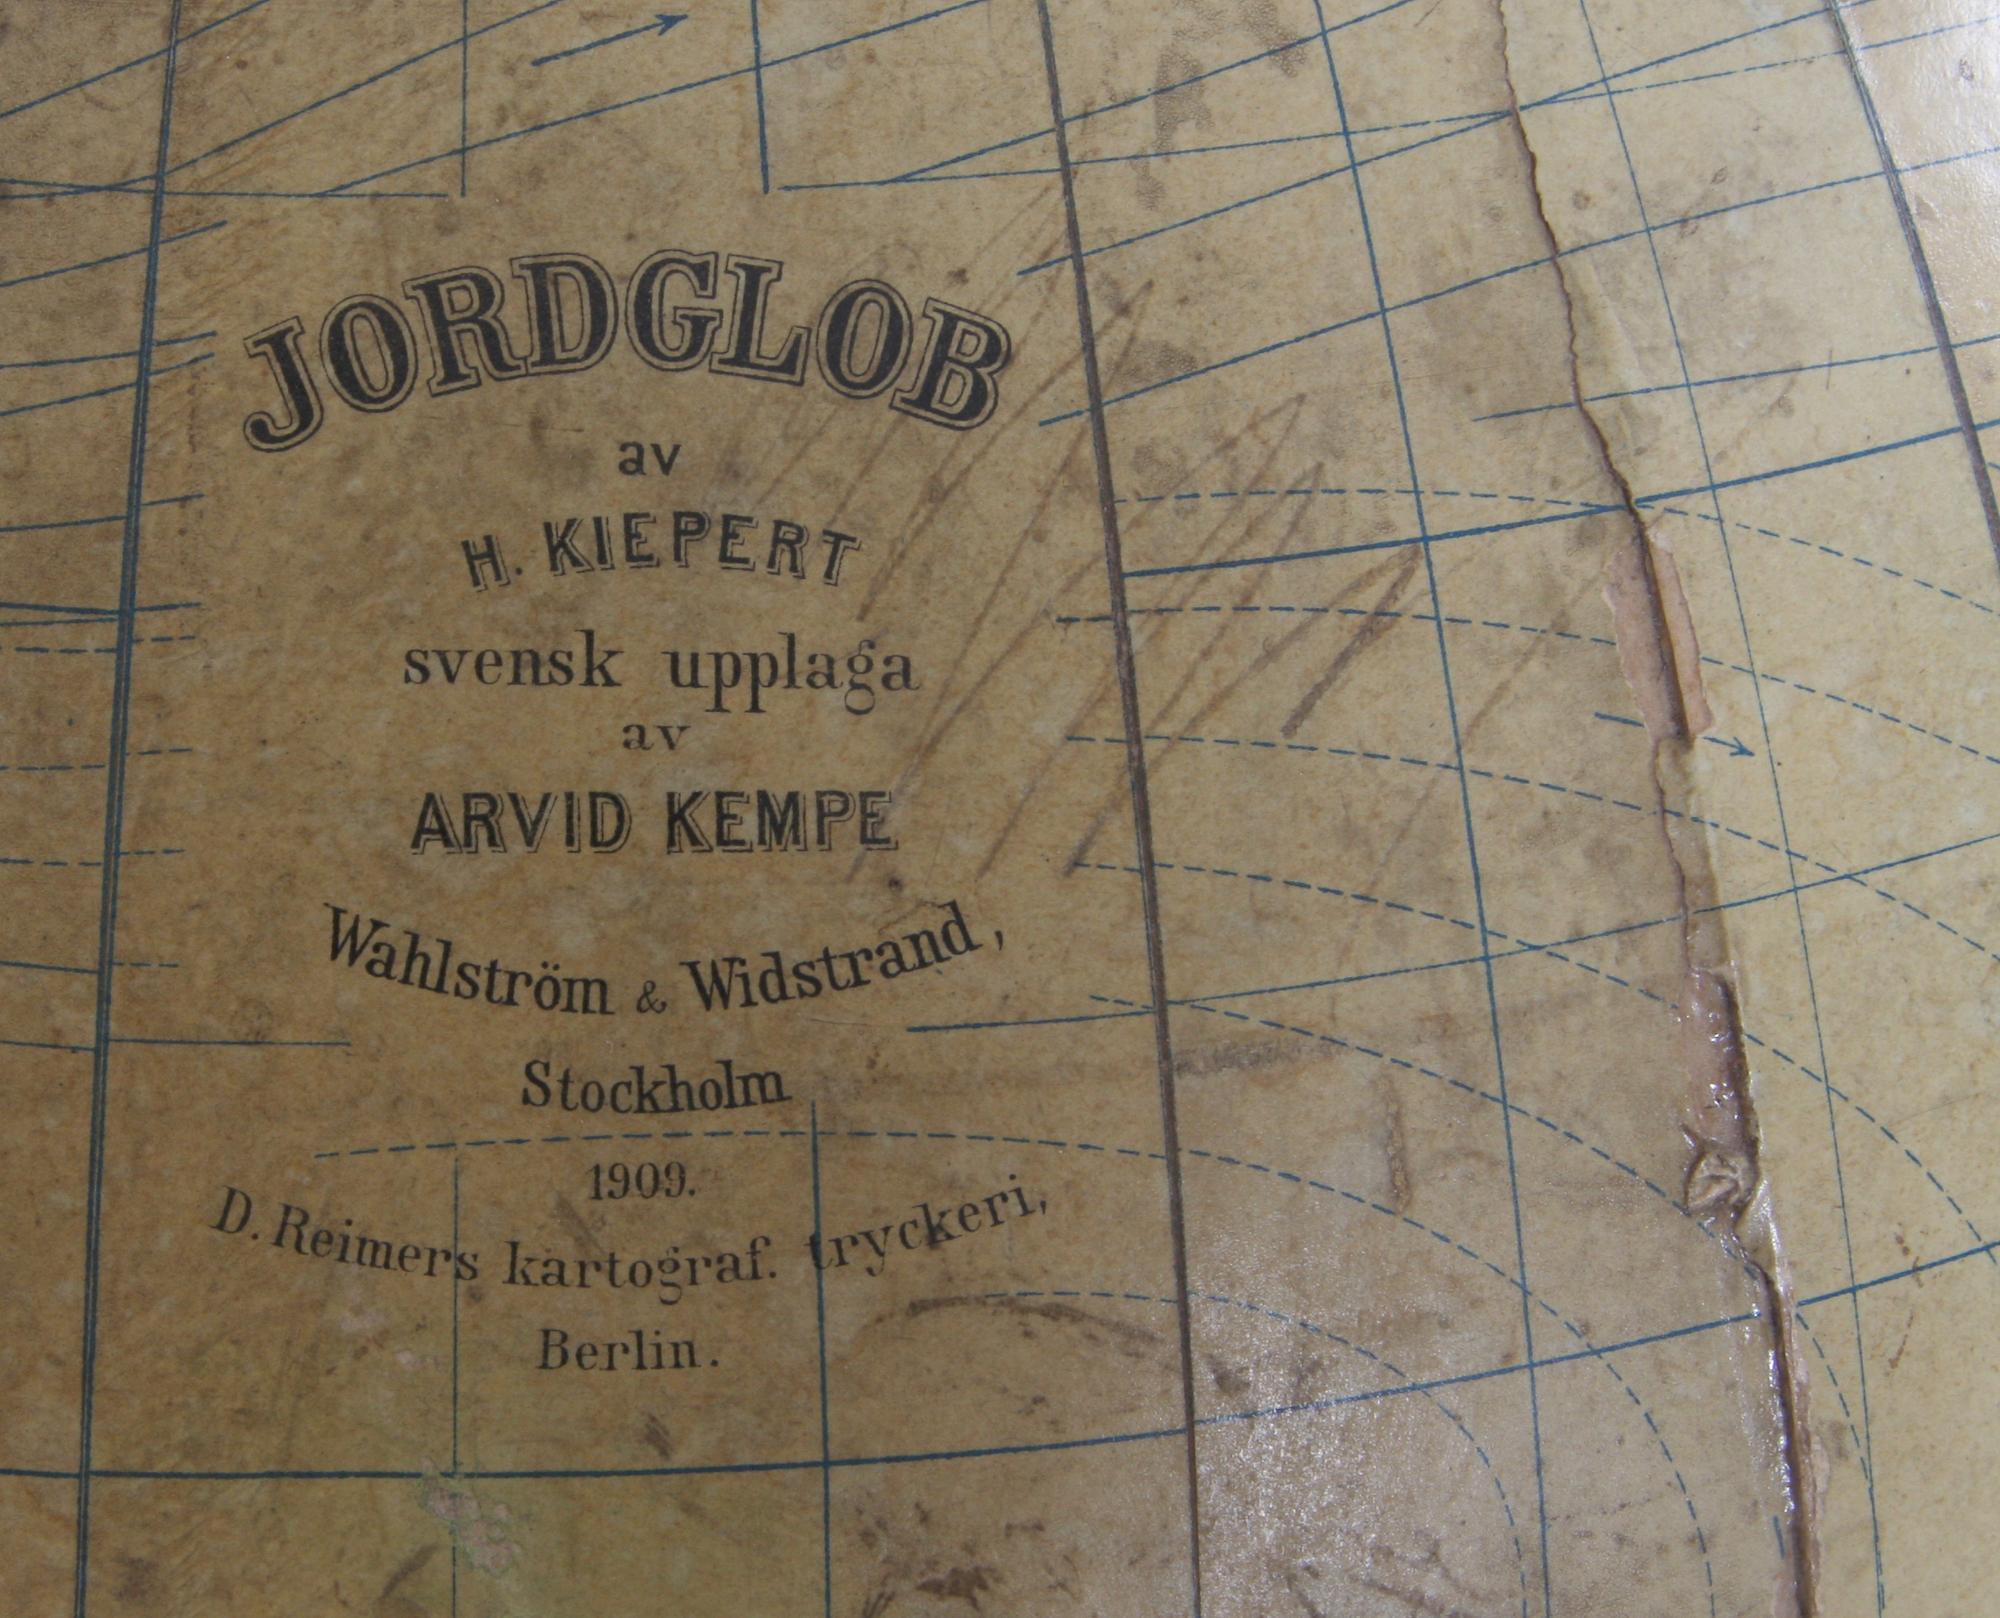 JORDGLOB
av
H. KIEPERT
svensk upplaga
av
ARVID KEMPE
Wahlström & Widstrand,
Stockholm
1909.
D. Reimers kartograf. tryckeri,
Berlin.